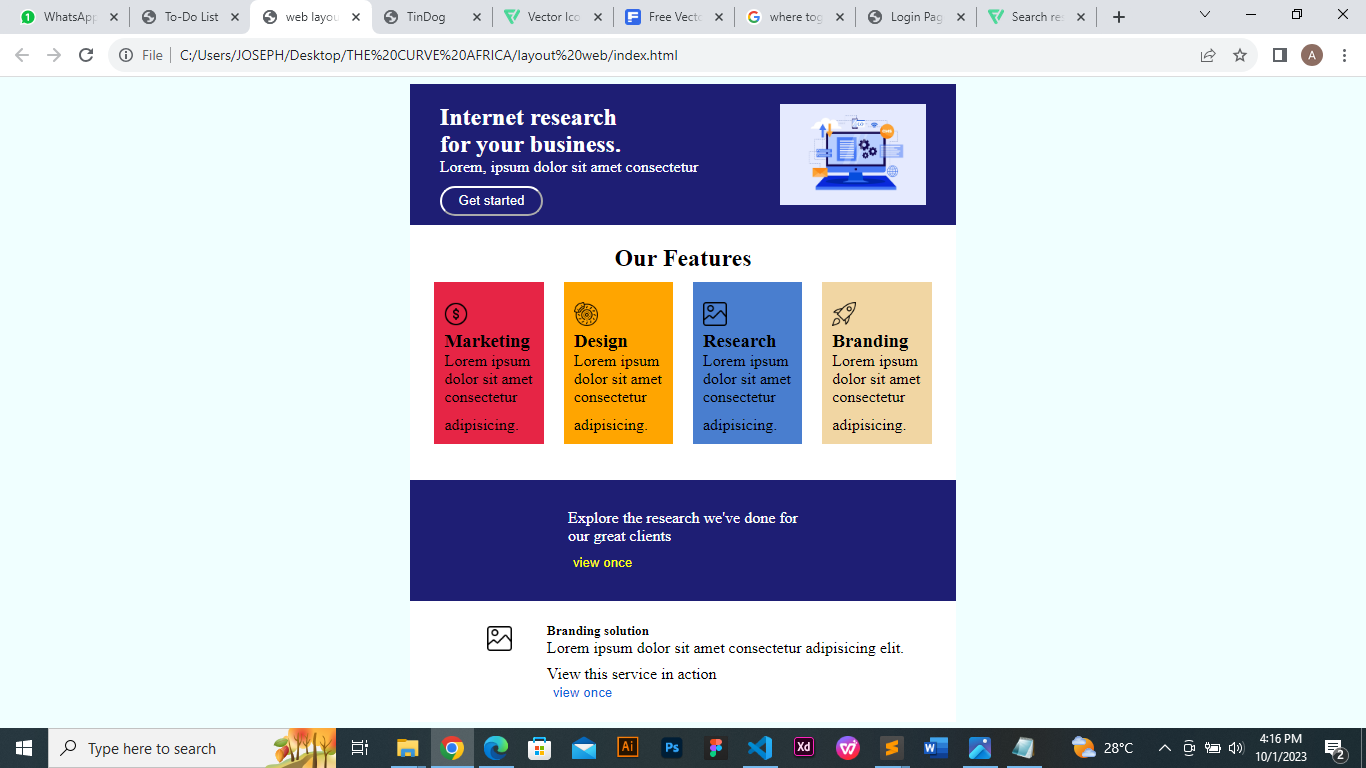 WhatsApp
To-Do List
web layou
TinDog
Vector Ico
Free Vecto
where tog
Login Pag
Search res
File
C:/Users/JOSEPH/Desktop/THE%20CURVE%20AFRICA/layout%20web/index.html
A
Internet research
for your business.
Lorem, ipsum dolor sit amet consectetur
Get started
Our Features
Marketing
Lorem ipsum
dolor sit amet
consectetur
adipisicing.
Design
Lorem ipsum
dolor sit amet
consectetur
adipisicing.
Research
Lorem ipsum
dolor sit amet
consectetur
adipisicing.
Branding
Lorem ipsum
dolor sit amet
consectetur
adipisicing.
Explore the research we've done for
our great clients
view once
Branding solution
Lorem ipsum dolor sit amet consectetur adipisicing elit.
View this service in action
view once
Type here to search
Ai
Ps
Xd
28°C
4:16 PM
10/1/2023
2